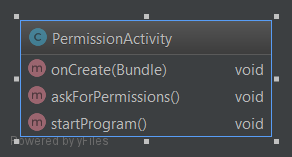 C PermissionActivity
m onCreate(Bundle) void
m askForPermissions() void
m startProgram() void
Powered by yFiles